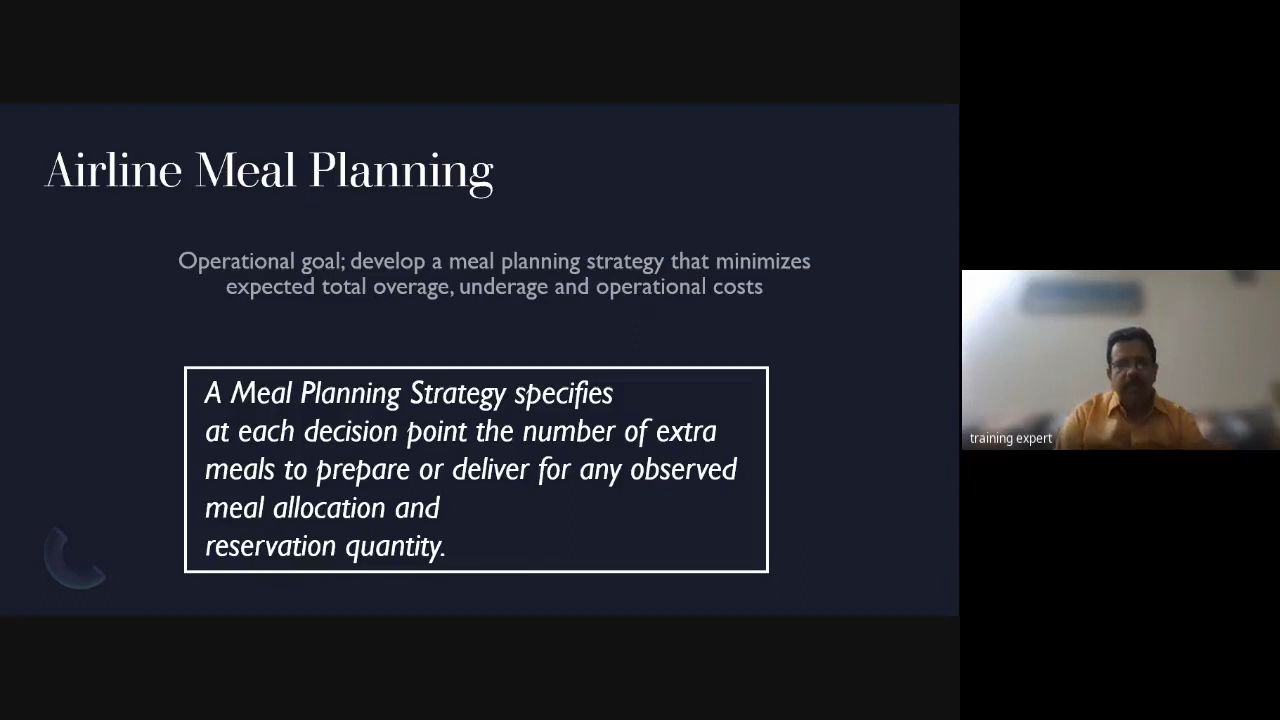 Airline Meal Planning
Operational goal; develop a meal planning strategy that minimizes
expected total overage, underage and operational costs
A Meal Planning Strategy specifies
at each decision point the number of extra
meals to prepare or deliver for any observed
meal allocation and
reservation quantity.
training expert